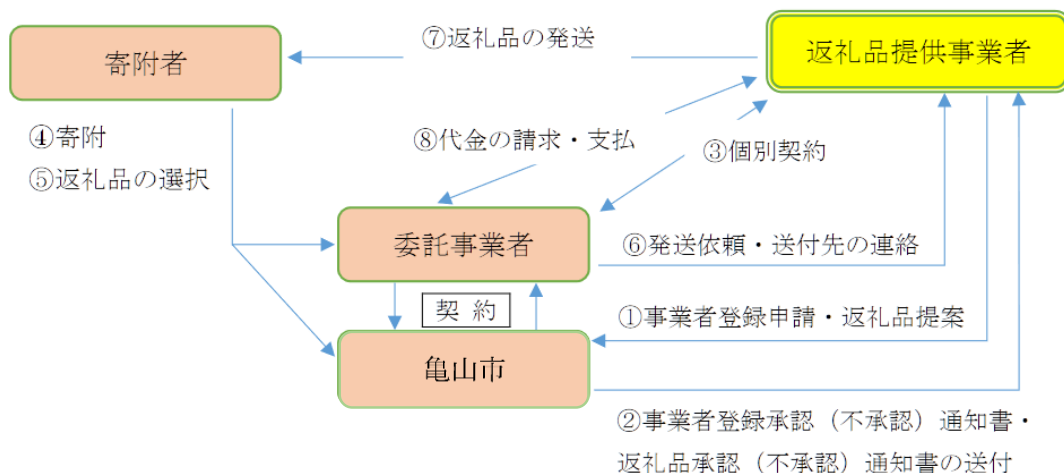 ⑦返礼品の発送
寄附者
返礼品提供事業者
④寄附
⑤返礼品の選択
⑧代金の請求・支払
③個別契約
委託事業者
⑥発送依頼・送付先の連絡
契 約
①事業者登録申請・返礼品提案
亀山市
②事業者登録承認（不承認）通知書・
返礼品承認（不承認）通知書の送付